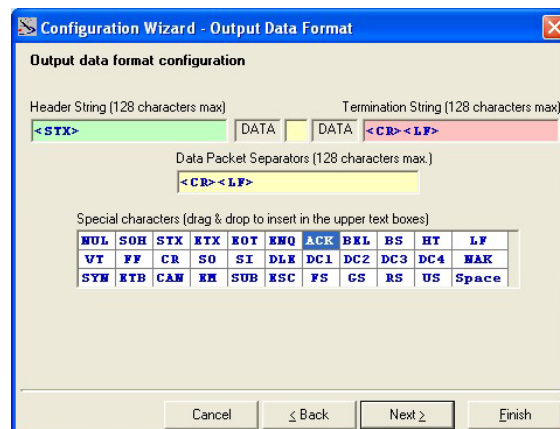 Configuration Wizard - Output Data Format
Output data format configuration
Header String (128 characters max) Termination String (128 characters max)
<STX> DATA DATA <CR><LF>
Data Packet Separators (128 characters max.)
<CR><LF>
Special characters (drag & drop to insert in the upper text boxes)
NUL SOH STX ETX EOT ENQ ACK BEL BS HT LF
VT FF CR SO SI DLE DC1 DC2 DC3 DC4 NAK
SYN ETB CAN EM SUB ESC FS GS RS US Space
Cancel < Back Next > Finish